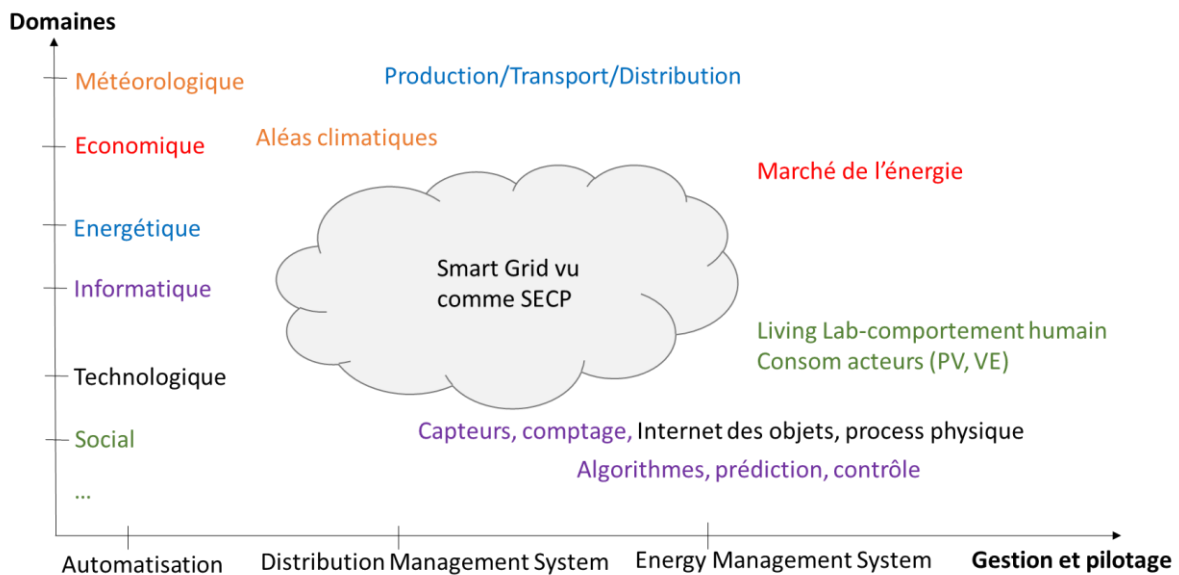 Domaines
Météorologique
Production/Transport/Distribution
Economique
Aléas climatiques
Marché de l’énergie
Energétique
Smart Grid vu
comme SECP
Informatique
Living Lab-comportement humain
Consom acteurs (PV, VE)
Technologique
Social
Capteurs, comptage, Internet des objets, process physique
Algorithmes, prédiction, contrôle
...
Automatisation
Distribution Management System
Energy Management System
Gestion et pilotage